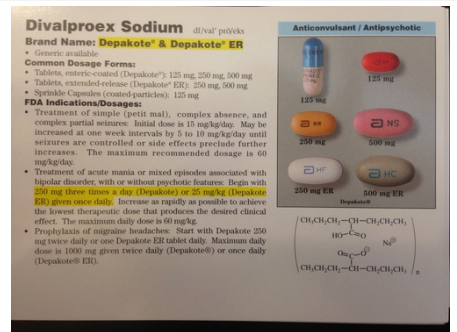 Divalproex Sodium dī/val' prō/eks
Brand Name: Depakote® & Depakote® ER
• Generic available
Common Dosage Forms:
• Tablets, enteric-coated (Depakote®): 125 mg, 250 mg, 500 mg
• Tablets, extended-release (Depakote® ER): 250 mg, 500 mg
• Sprinkle Capsules (coated-particles): 125 mg
FDA Indications/Dosages:
• Treatment of simple (petit mal), complex absence, and
complex partial seizures: Initial dose is 15 mg/kg/day. May be
increased at one week intervals by 5 to 10 mg/kg/day until
seizures are controlled or side effects preclude further
increases. The maximum recommended dosage is 60
mg/kg/day.
• Treatment of acute mania or mixed episodes associated with
bipolar disorder, with or without psychotic features: Begin with
250 mg three times a day (Depakote) or 25 mg/kg (Depakote
ER) given once daily. Increase as rapidly as possible to achieve
the lowest therapeutic dose that produces the desired clinical
effect. The maximum daily dose is 60 mg/kg.
• Prophylaxis of migraine headaches: Start with Depakote 250
mg twice daily or one Depakote ER tablet daily. Maximum daily
dose is 1000 mg given twice daily (Depakote®) or once daily
(Depakote® ER).
Anticonvulsant / Antipsychotic
125 mg
125 mg
NS
250 mg
500 mg
HF
HC
250 mg ER
500 mg ER
Depakote®
CH₃CH₂CH₂—CH—CH₂CH₂CH₃
HO—C=O
Na⊕
O=C—O⊖
CH₃CH₂CH₂—CH—CH₂CH₂CH₃
n